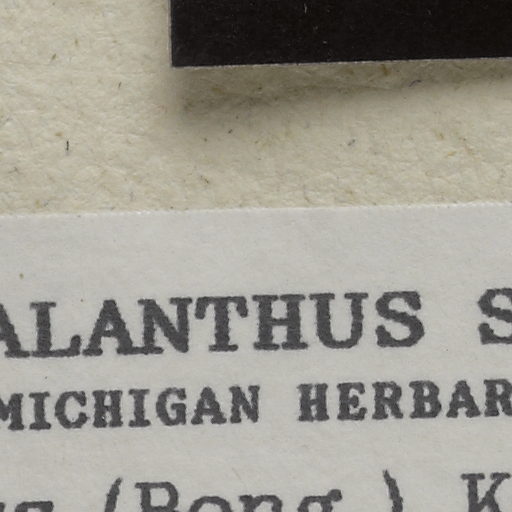 ALANTHUS S
MICHIGAN HERBAR
(Bong.) K